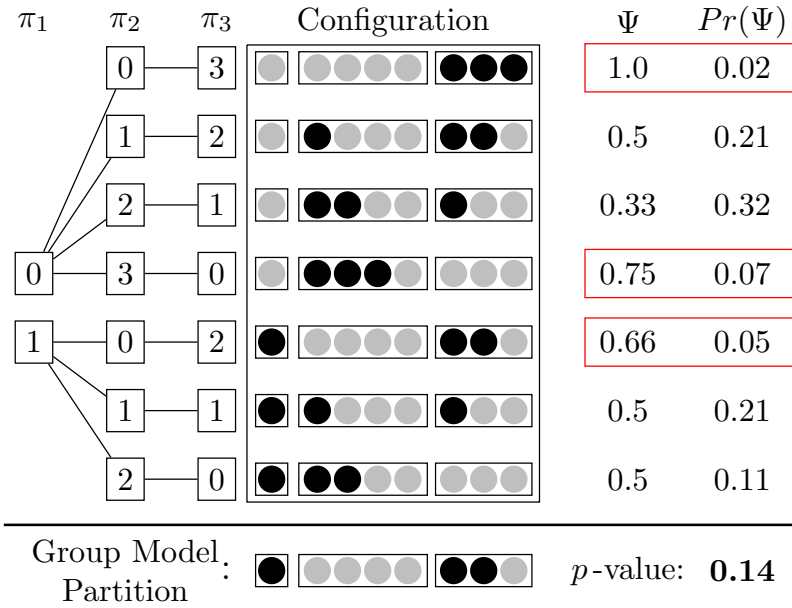 π1 π2 π3 Configuration Ψ Pr(Ψ)
0 3 1.0 0.02
1 2 0.5 0.21
2 1 0.33 0.32
0 3 0 0.75 0.07
1 0 2 0.66 0.05
1 1 0.5 0.21
2 0 0.5 0.11
Group Model Partition : p-value: 0.14